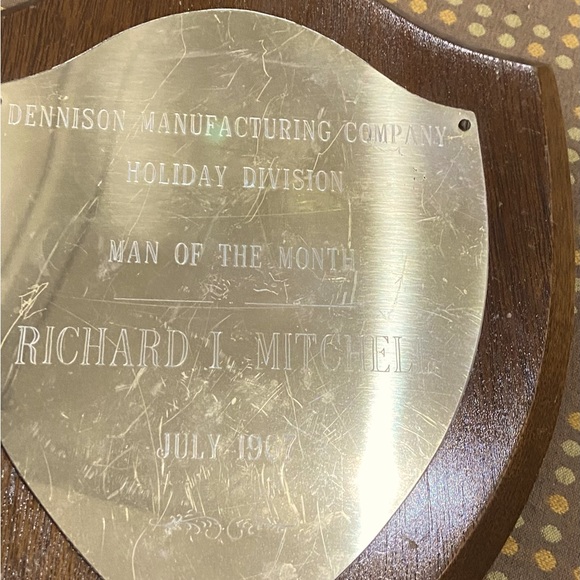 DENNISON MANUFACTURING COMPANY
HOLIDAY DIVISION
MAN OF THE MONTH
RICHARD I. MITCHELL
JULY 1967